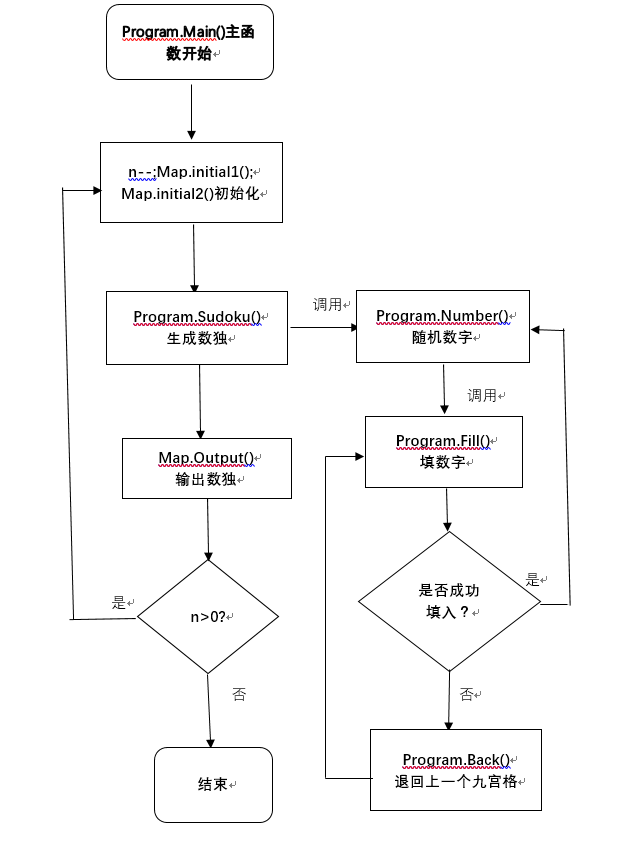 Program.Main()主函
数开始
n--;Map.initial1();
Map.initial2()初始化
Program.Sudoku()
生成数独
调用
Program.Number()
随机数字
调用
Program.Fill()
填数字
Map.Output()
输出数独
是否成功
填入？
是
是
n>0?
否
否
Program.Back()
退回上一个九宫格
结束